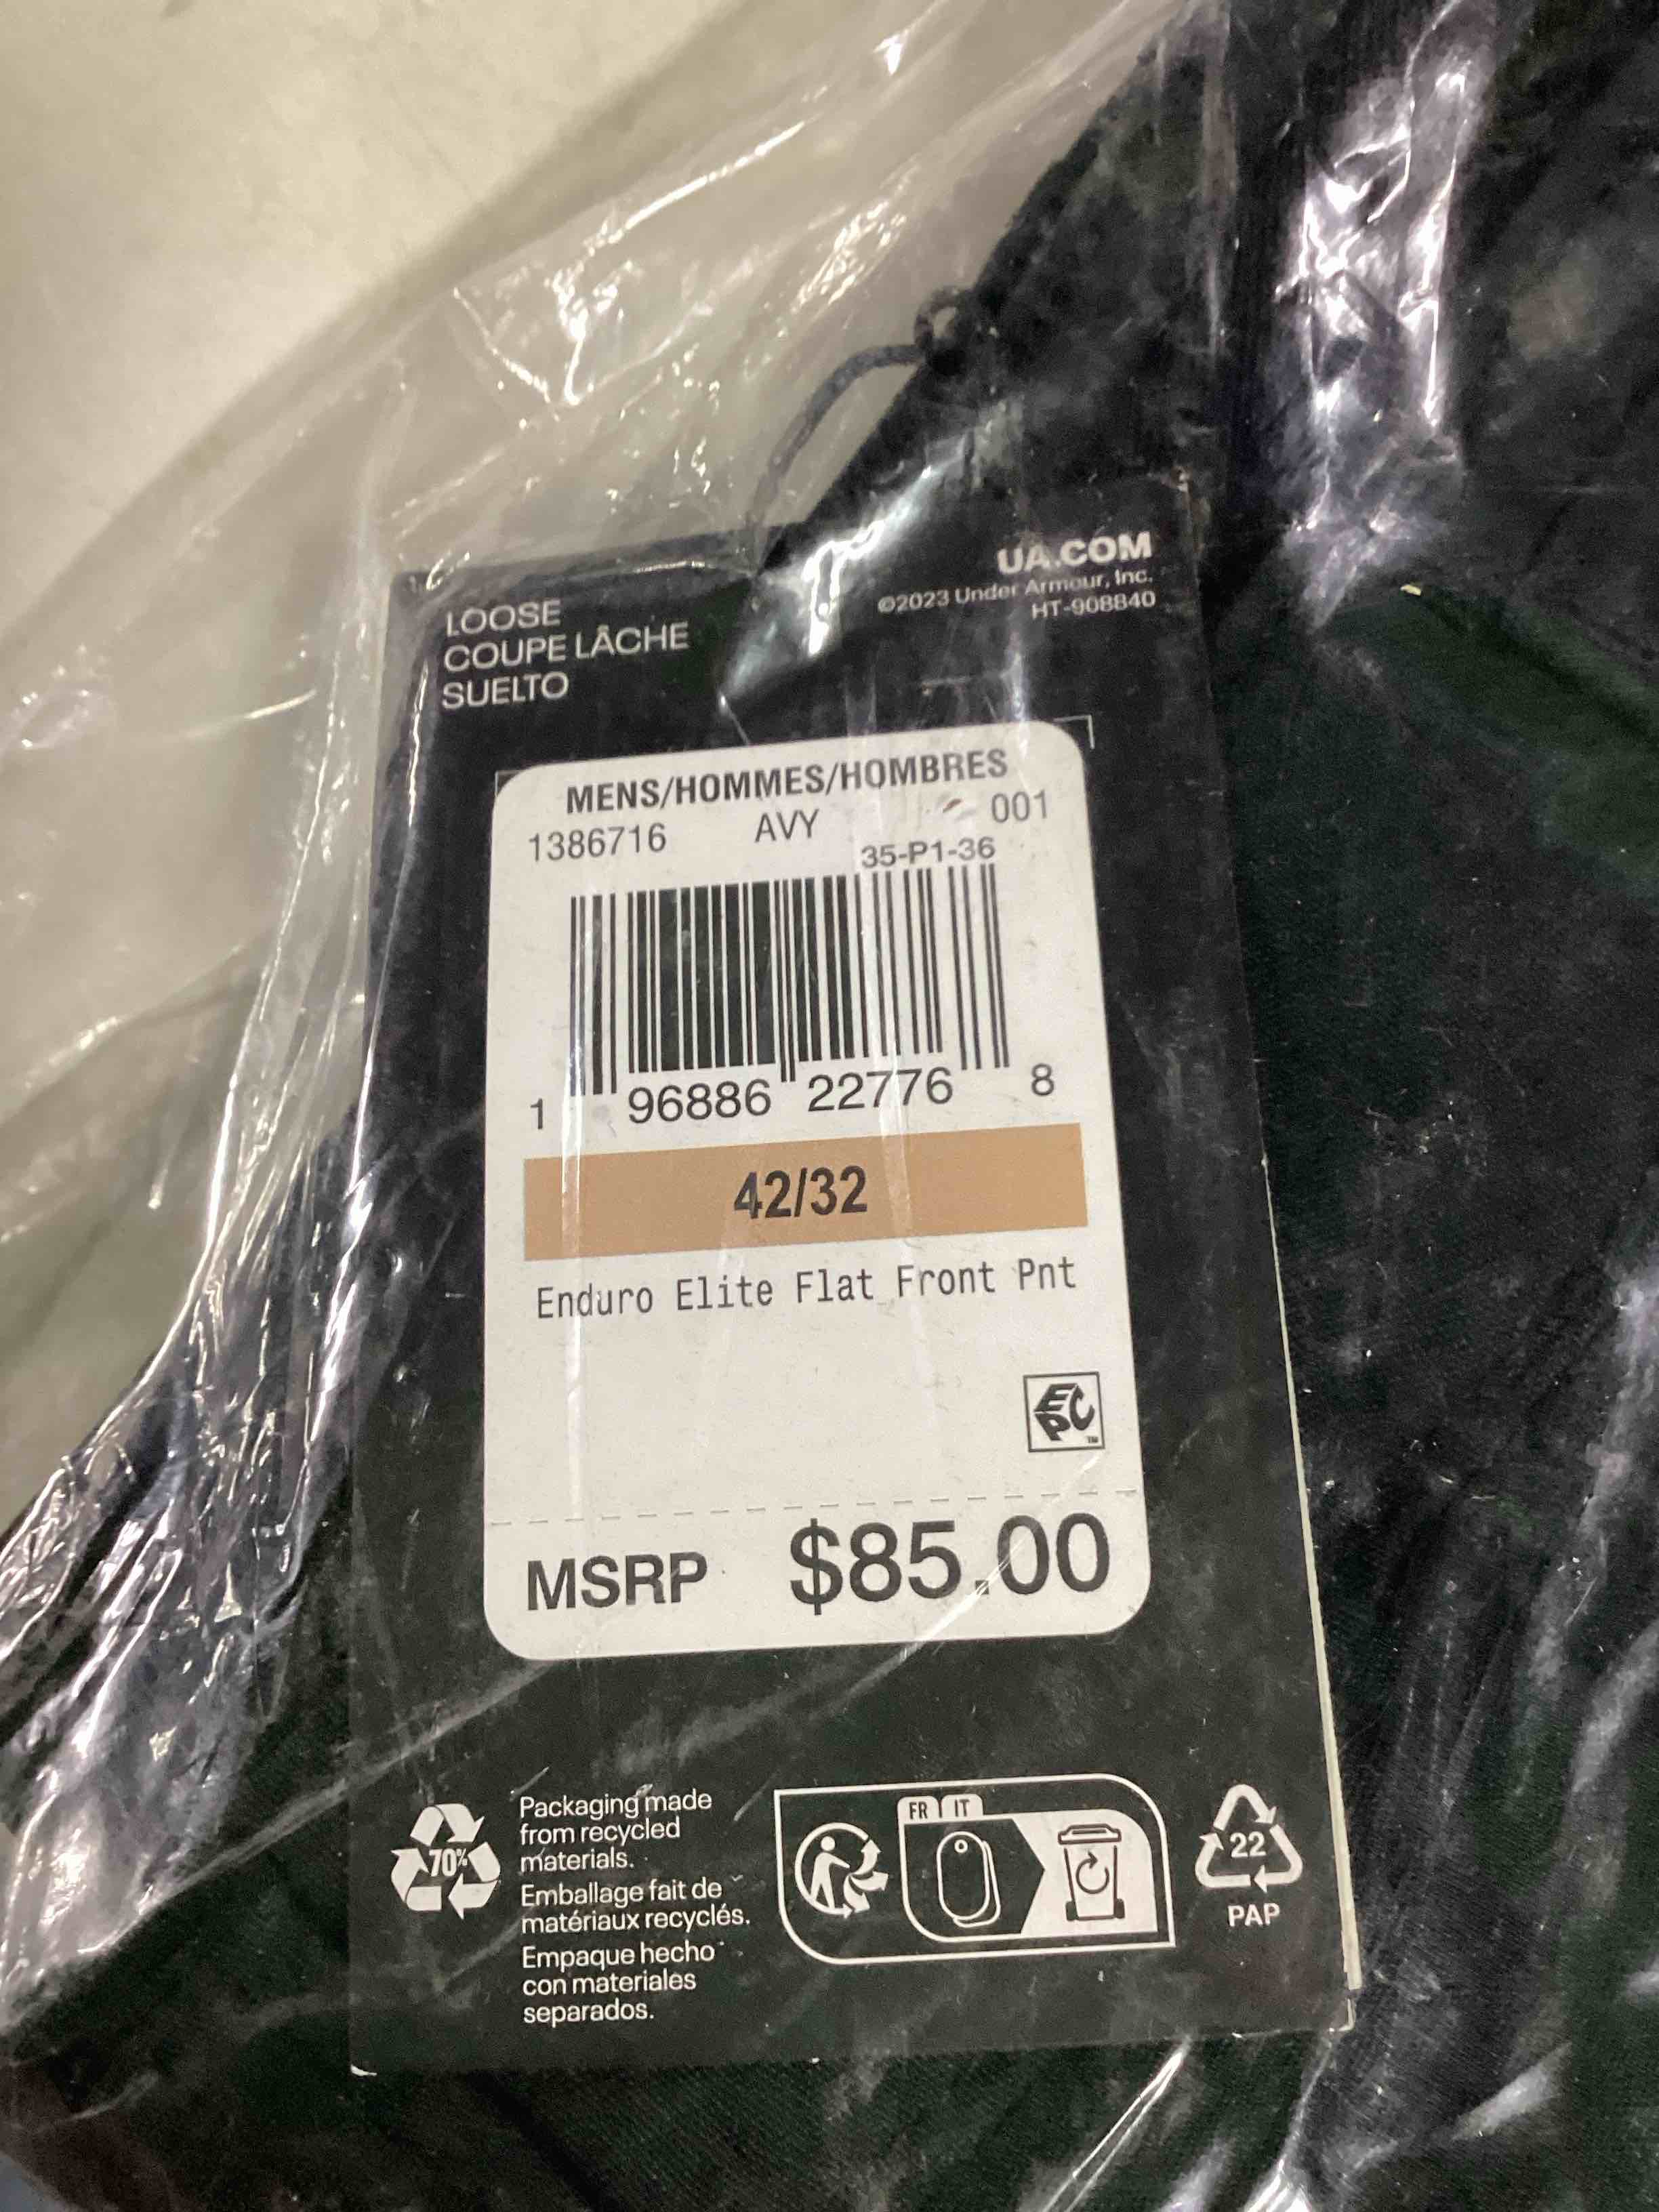 LOOSE
COUPE LÂCHE
SUELTO
UA.COM
©2023 Under Armour, Inc.
HT-908840
MENS/HOMMES/HOMBRES
1386716 AVY 001
35-P1-36
1 96886 22776 8
42/32
Enduro Elite Flat Front Pnt
EPC
TM
MSRP $85.00
70%
Packaging made
from recycled
materials.
Emballage fait de
matériaux recyclés.
Empaque hecho
con materiales
separados.
FR IT
22
PAP